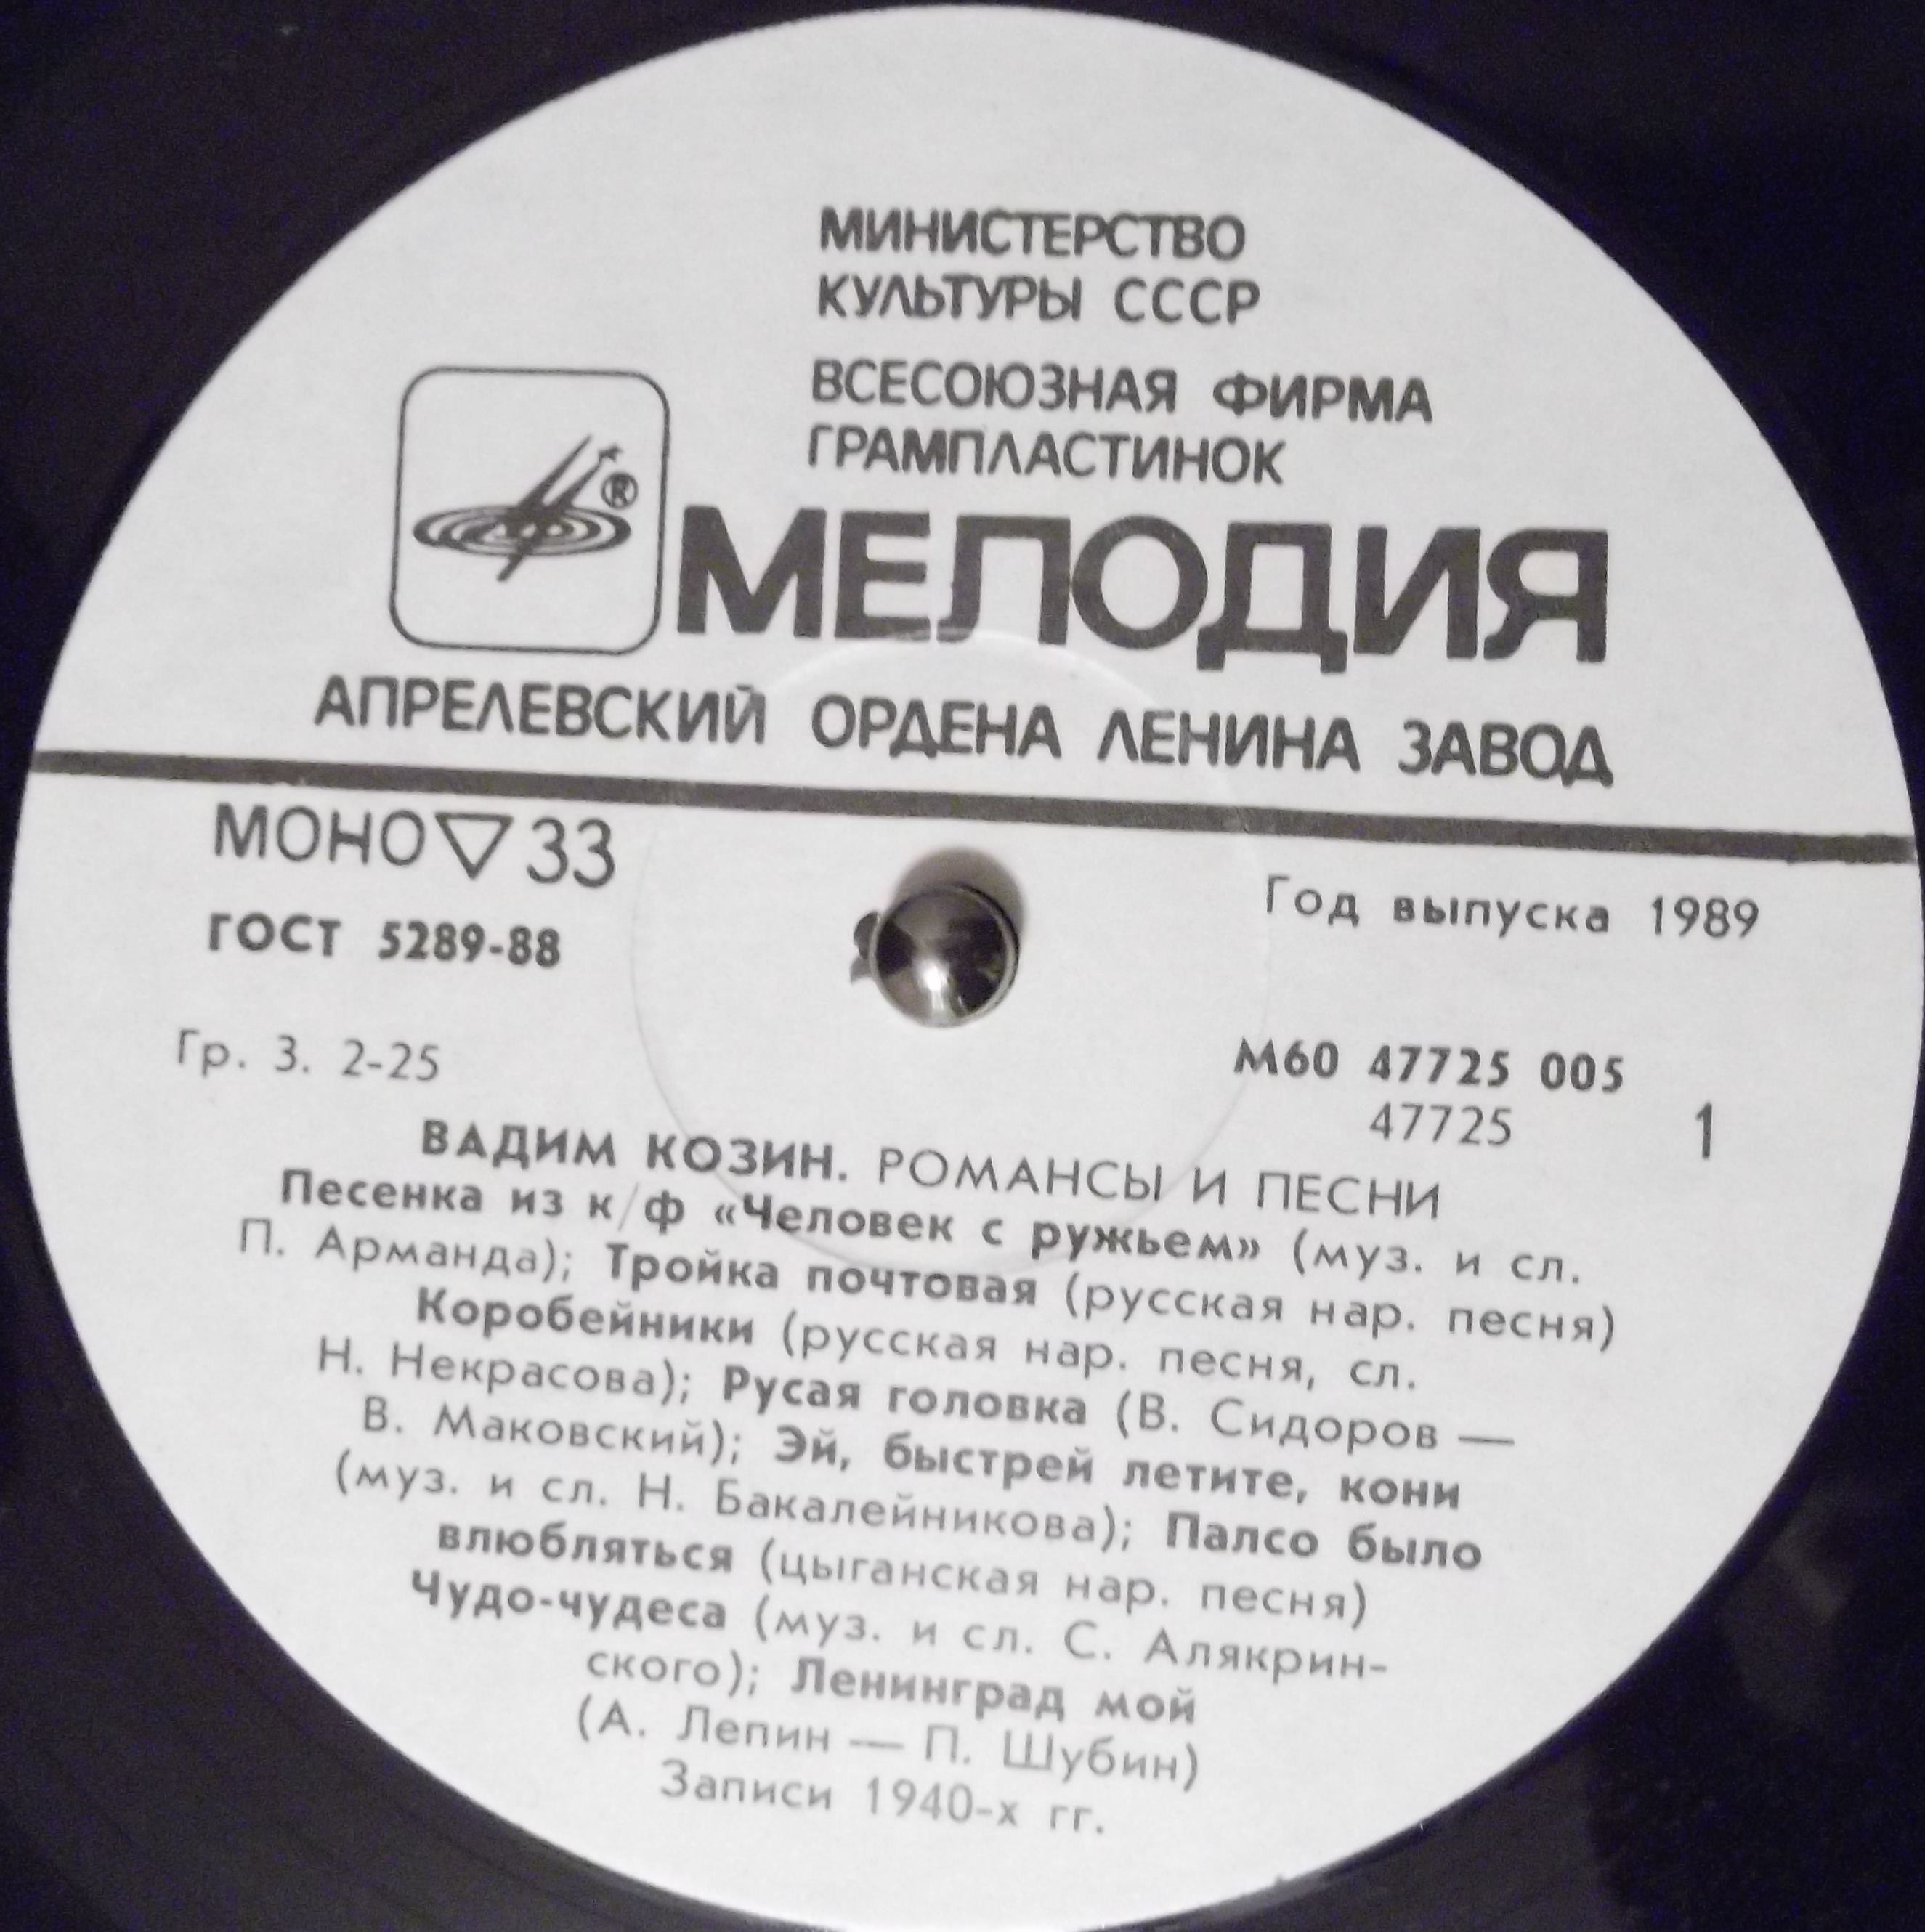 МИНИСТЕРСТВО
КУЛЬТУРЫ СССР
ВСЕСОЮЗНАЯ ФИРМА
ГРАМПЛАСТИНОК
®
МЕЛОДИЯ
АПРЕЛЕВСКИЙ ОРДЕНА ЛЕНИНА ЗАВОД
МОНО ▽ 33
ГОСТ 5289-88
Год выпуска 1989
Гр. 3. 2-25
М60 47725 005
47725
1
ВАДИМ КОЗИН. РОМАНСЫ И ПЕСНИ
Песенка из к/ф «Человек с ружьем» (муз. и сл.
П. Арманда); Тройка почтовая (русская нар. песня)
Коробейники (русская нар. песня, сл.
Н. Некрасова); Русая головка (В. Сидоров —
В. Маковский); Эй, быстрей летите, кони
(муз. и сл. Н. Бакалейникова); Палсо было
влюбляться (цыганская нар. песня)
Чудо-чудеса (муз. и сл. С. Алякрин-
ского); Ленинград мой
(А. Лепин — П. Шубин)
Записи 1940-х гг.